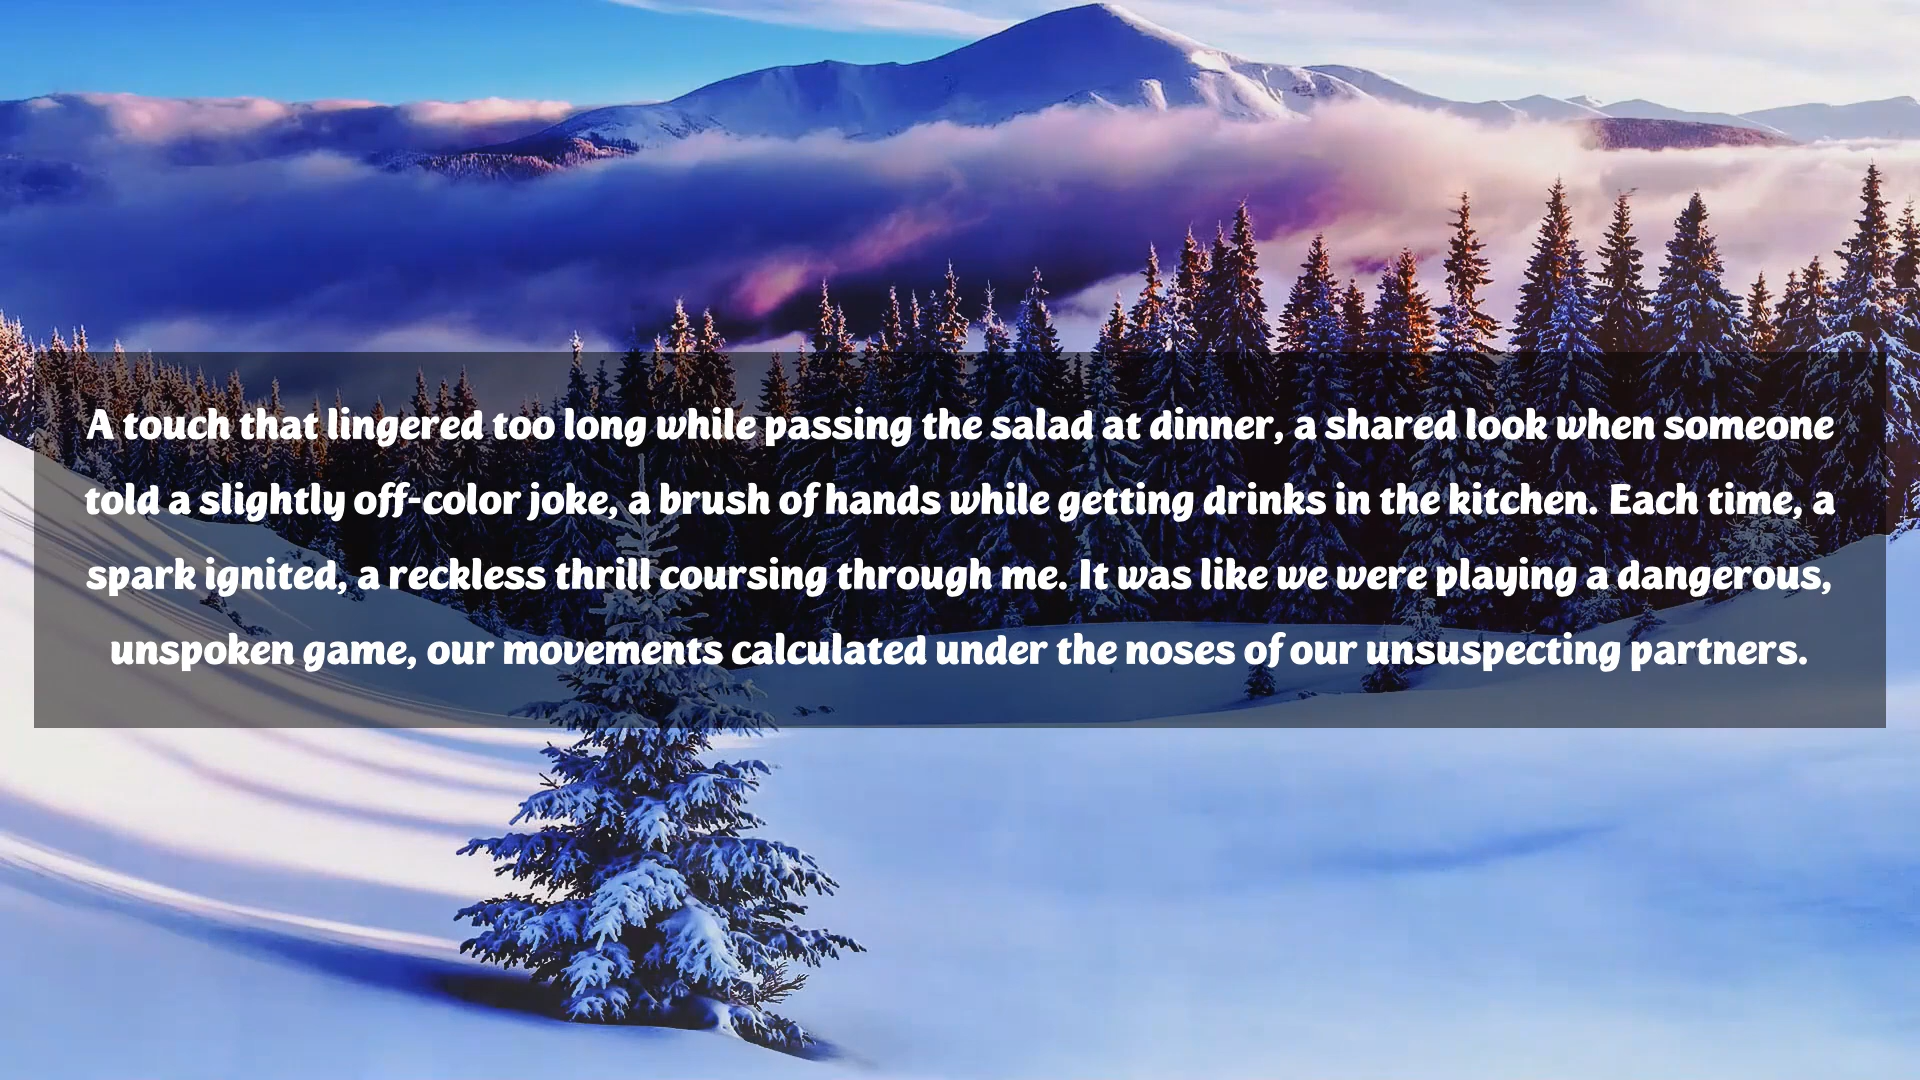 A touch that lingered too long while passing the salad at dinner, a shared look when someone
told a slightly off-color joke, a brush of hands while getting drinks in the kitchen. Each time, a
spark ignited, a reckless thrill coursing through me. It was like we were playing a dangerous,
unspoken game, our movements calculated under the noses of our unsuspecting partners.